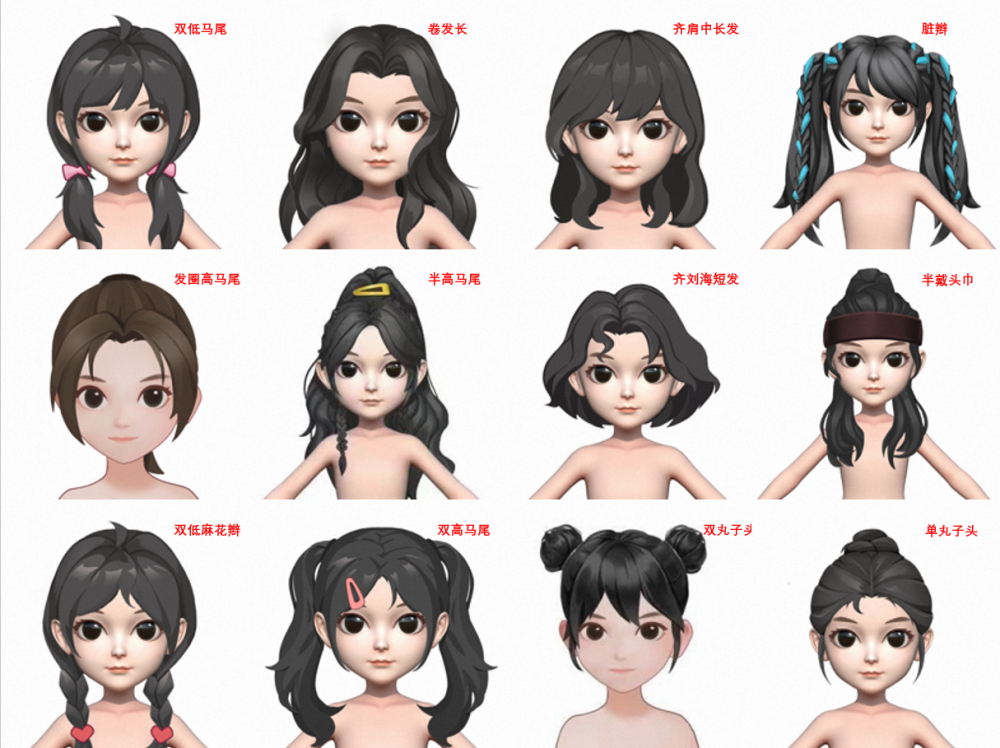 双低马尾
卷发长
齐肩中长发
脏辫
发圈高马尾
半高马尾
齐刘海短发
半戴头巾
双低麻花辫
双高马尾
双丸子头
单丸子头